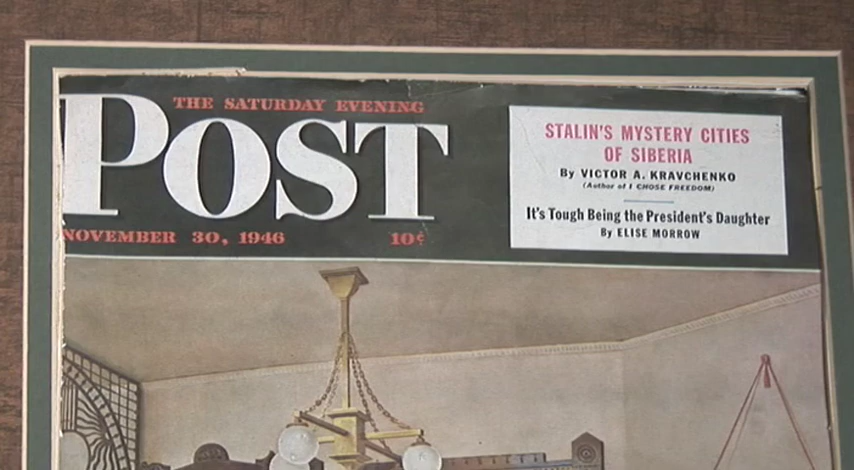 THE SATURDAY EVENING
POST
NOVEMBER 30, 1946 10¢
STALIN'S MYSTERY CITIES
OF SIBERIA
By VICTOR A. KRAVCHENKO
(Author of I CHOSE FREEDOM)
It's Tough Being the President's Daughter
By ELISE MORROW